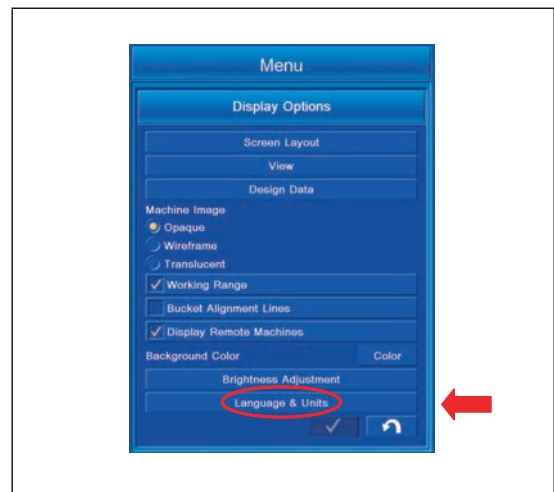 Menu
Display Options
Screen Layout
View
Design Data
Machine Image
Opaque
Wireframe
Translucent
Working Range
Bucket Alignment Lines
Display Remote Machines
Background Color Color
Brightness Adjustment
Language & Units